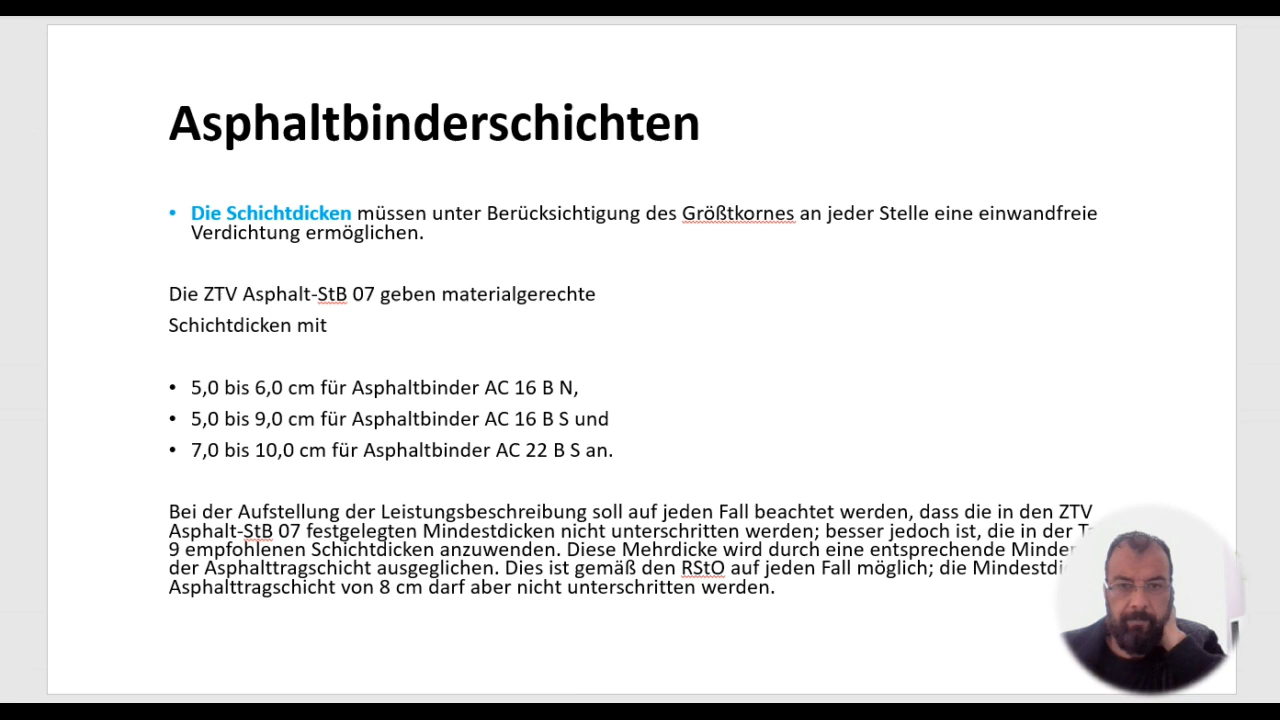 Asphaltbinderschichten
• Die Schichtdicken müssen unter Berücksichtigung des Größtkornes an jeder Stelle eine einwandfreie
Verdichtung ermöglichen.
Die ZTV Asphalt-StB 07 geben materialgerechte
Schichtdicken mit
• 5,0 bis 6,0 cm für Asphaltbinder AC 16 B N,
• 5,0 bis 9,0 cm für Asphaltbinder AC 16 B S und
• 7,0 bis 10,0 cm für Asphaltbinder AC 22 B S an.
Bei der Aufstellung der Leistungsbeschreibung soll auf jeden Fall beachtet werden, dass die in den ZTV
Asphalt-StB 07 festgelegten Mindestdicken nicht unterschritten werden; besser jedoch ist, die in der
9 empfohlenen Schichtdicken anzuwenden. Diese Mehrdicke wird durch eine entsprechende
der Asphalttragschicht ausgeglichen. Dies ist gemäß den RStO auf jeden Fall möglich; die
Asphalttragschicht von 8 cm darf aber nicht unterschritten werden.